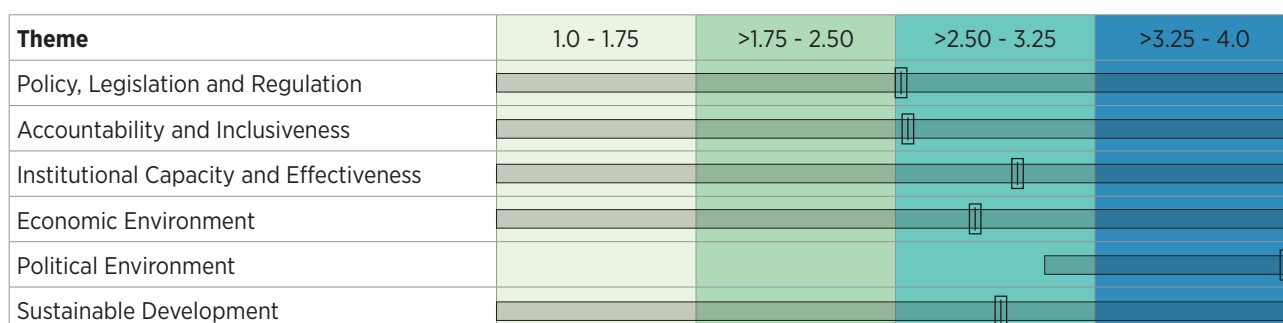 Theme 1.0 - 1.75 >1.75 - 2.50 >2.50 - 3.25 >3.25 - 4.0
Policy, Legislation and Regulation
Accountability and Inclusiveness
Institutional Capacity and Effectiveness
Economic Environment
Political Environment
Sustainable Development